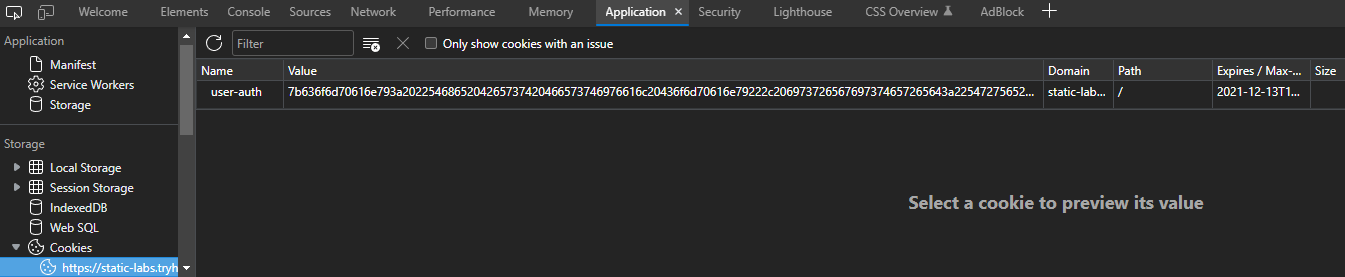 Welcome Elements Console Sources Network Performance Memory Application × Security Lighthouse CSS Overview AdBlock +
Application
Manifest
Service Workers
Storage
Storage
Local Storage
Session Storage
IndexedDB
Web SQL
Cookies
https://static-labs.tryh
Filter Only show cookies with an issue
Name Value Domain Path Expires / Max-... Size
user-auth 7b636f6d70616e793a2022546865204265737420466573746976616c20436f6d70616e79222c206973726567697374657265643a22547275652... static-lab... / 2021-12-13T1...
Select a cookie to preview its value